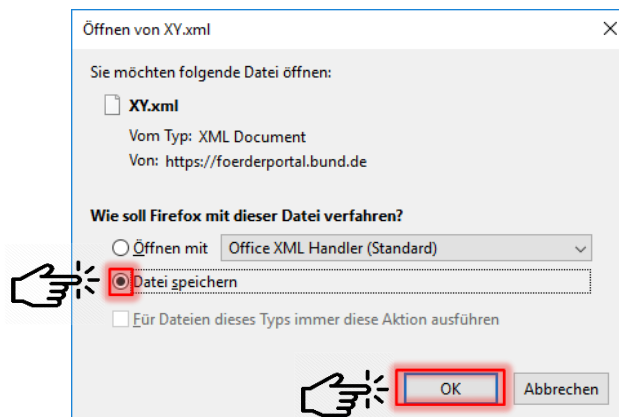 Öffnen von XY.xml
Sie möchten folgende Datei öffnen:
XY.xml
Vom Typ: XML Document
Von: https://foerderportal.bund.de
Wie soll Firefox mit dieser Datei verfahren?
Öffnen mit Office XML Handler (Standard)
Datei speichern
Für Dateien dieses Typs immer diese Aktion ausführen
OK Abbrechen